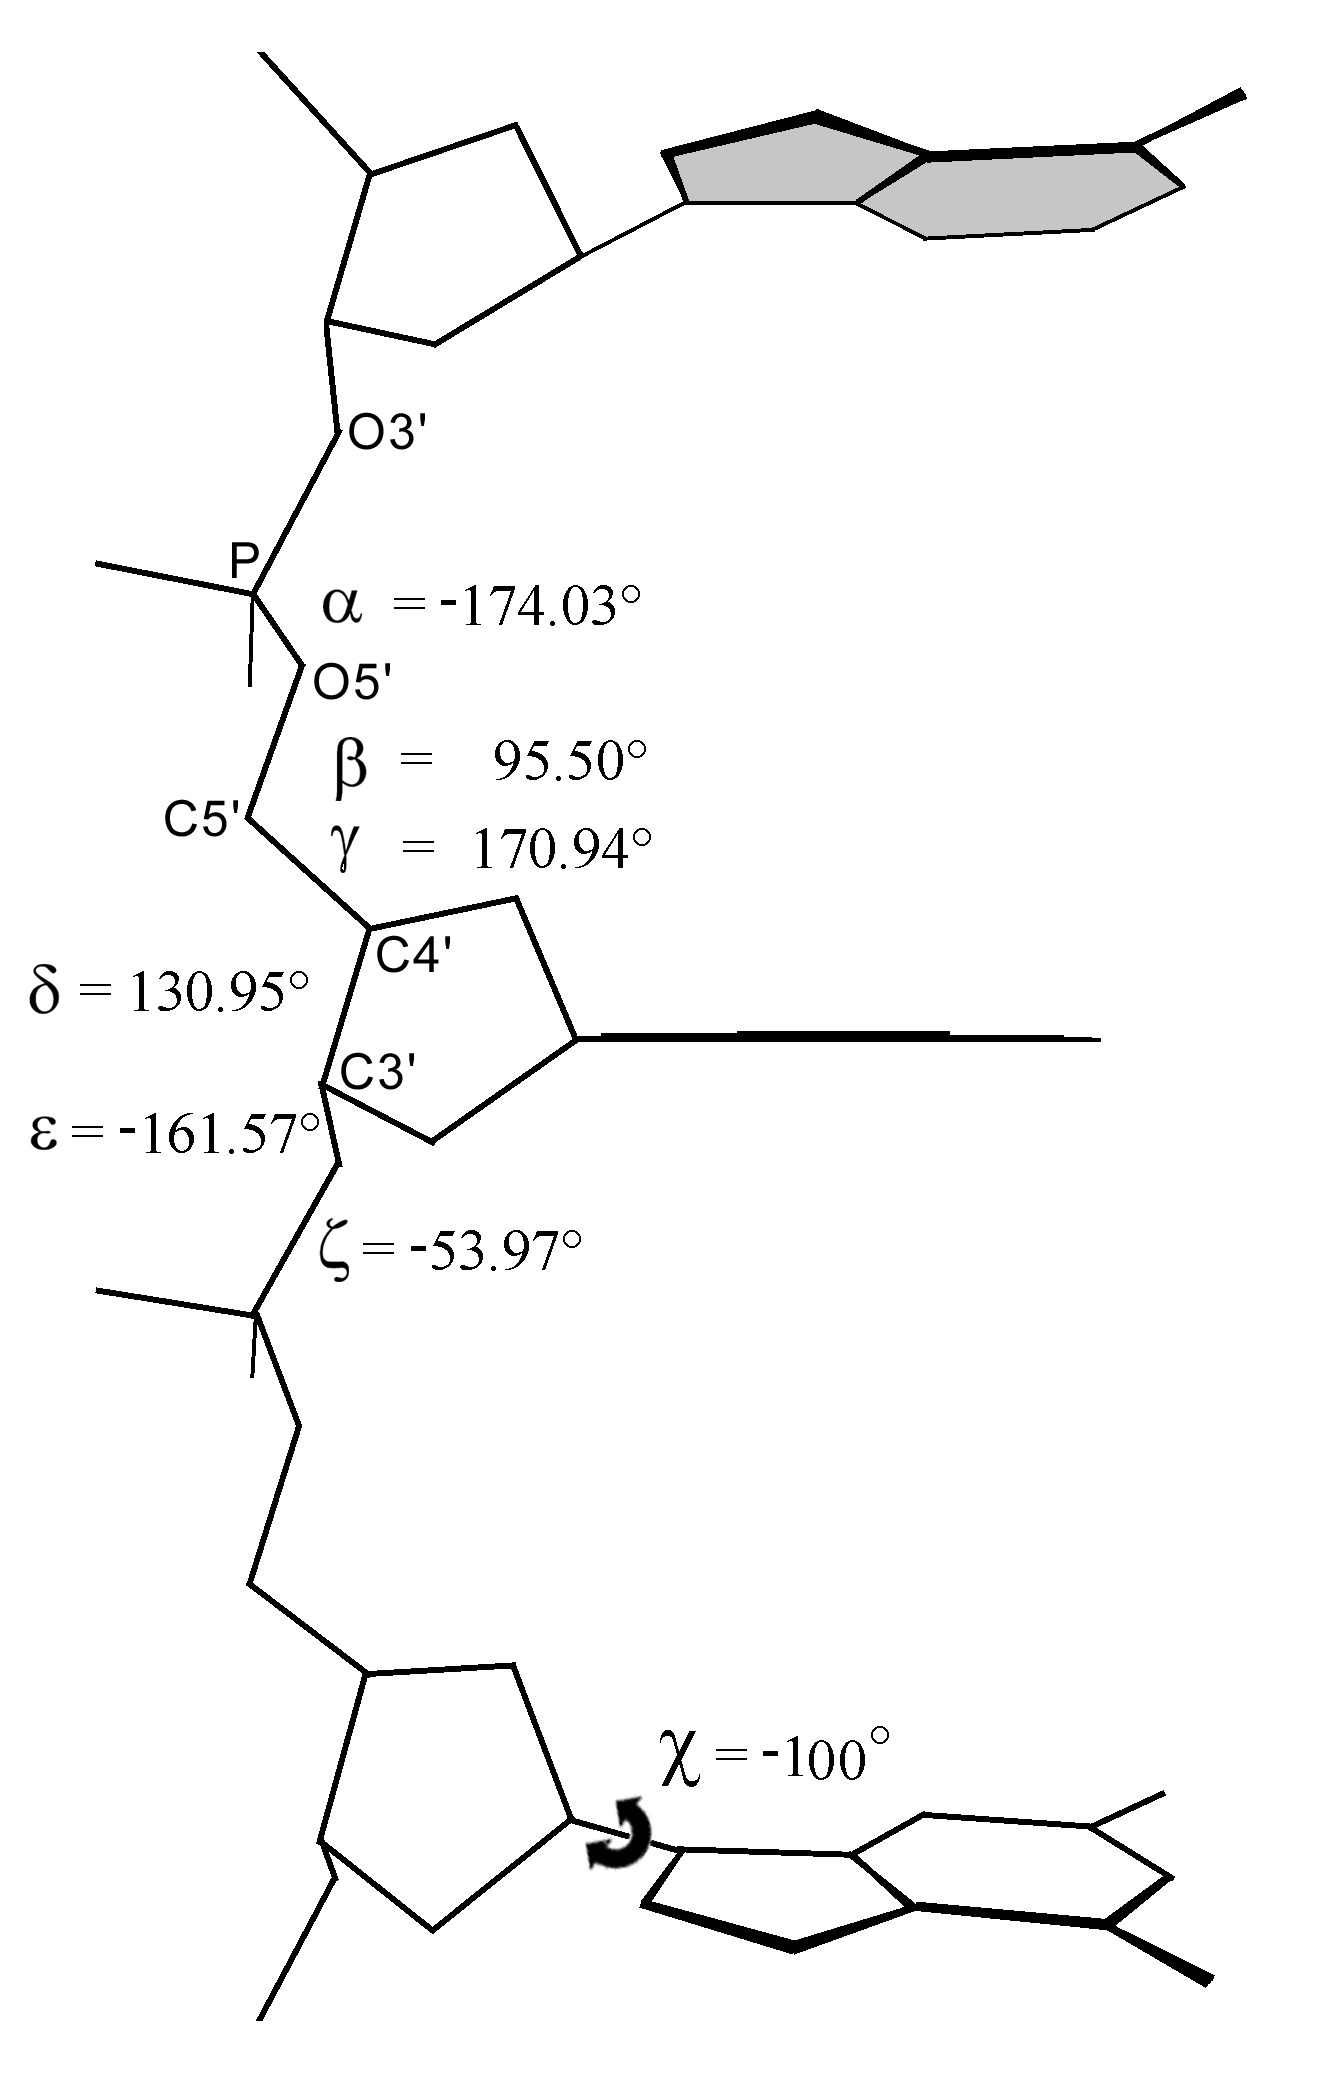 O3'
P
α = -174.03°
O5'
β = 95.50°
C5'
γ = 170.94°
C4'
δ = 130.95°
C3'
ε = -161.57°
ζ = -53.97°
χ = -100°